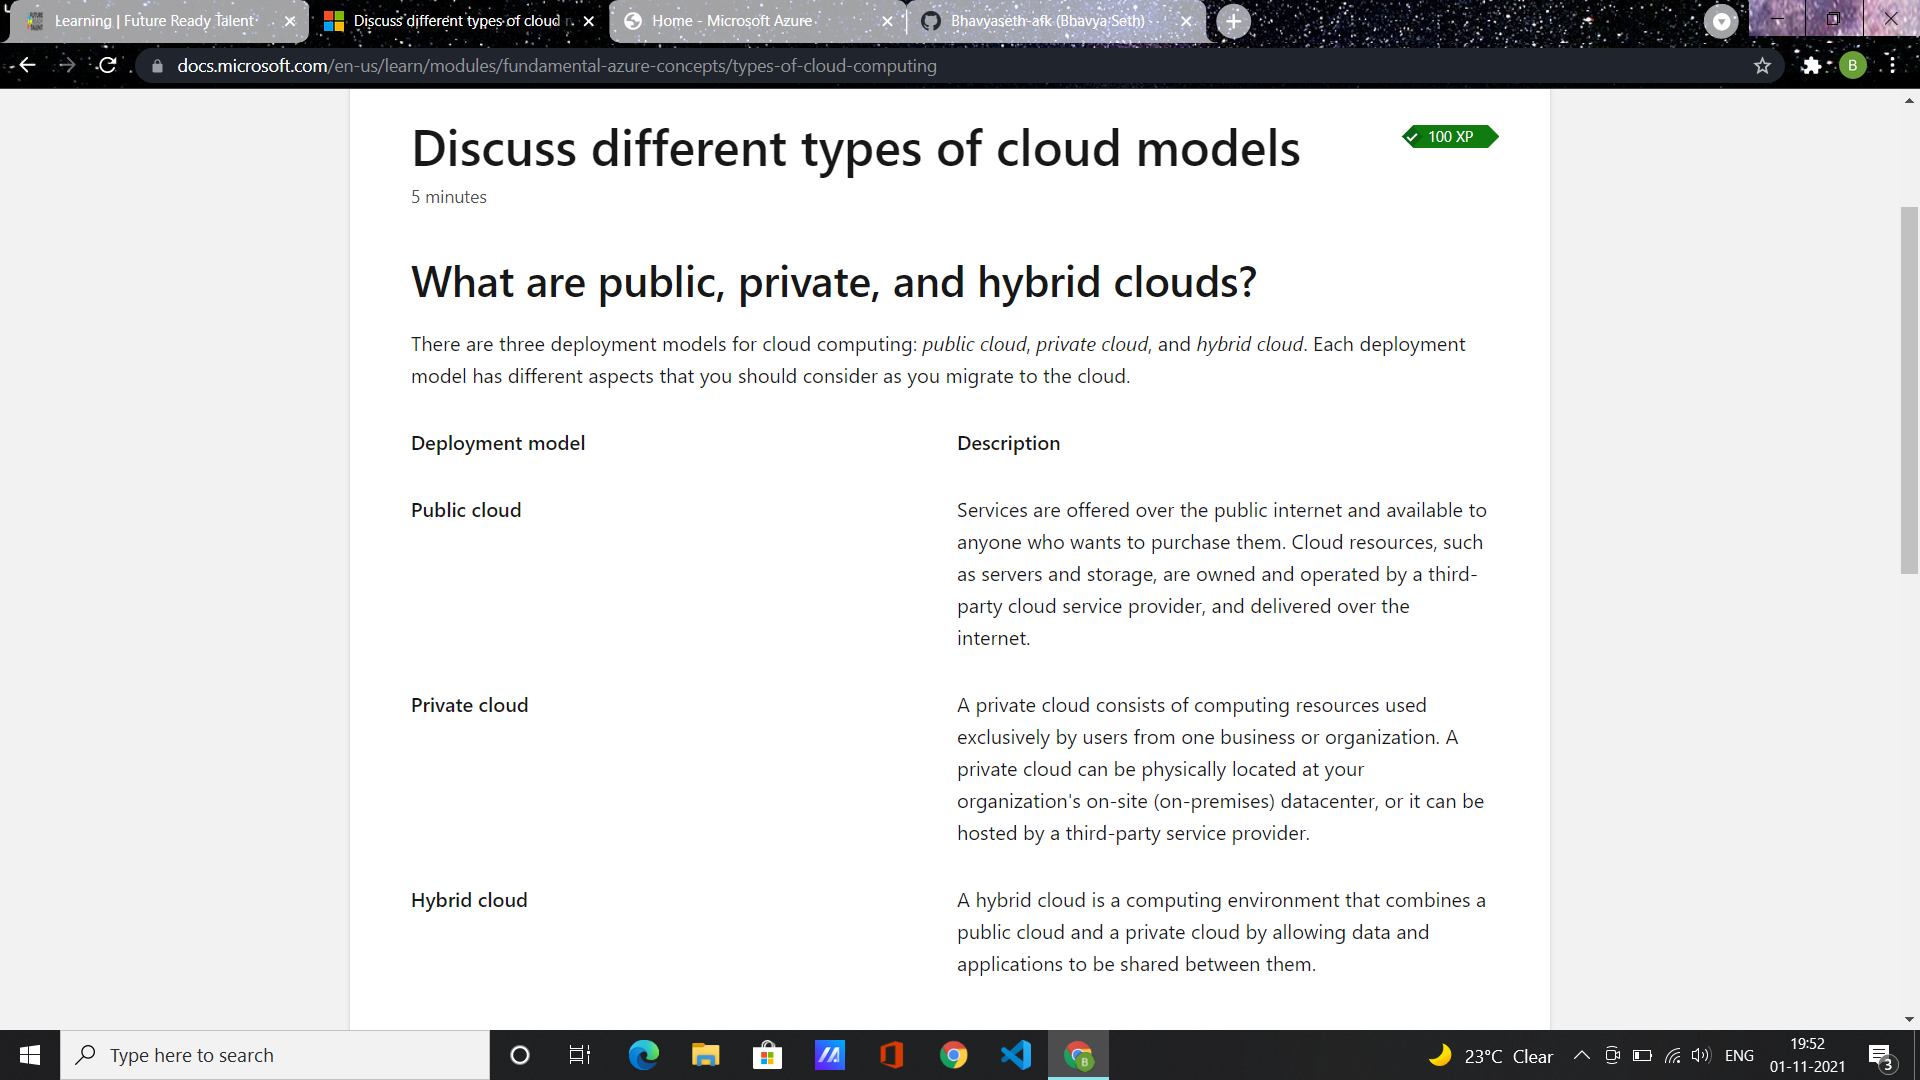 Learning | Future Ready Talent
Discuss different types of cloud
Home - Microsoft Azure
Bhavyaseth-afk (Bhavya Seth)
docs.microsoft.com/en-us/learn/modules/fundamental-azure-concepts/types-of-cloud-computing
B
Discuss different types of cloud models
100 XP
5 minutes
What are public, private, and hybrid clouds?
There are three deployment models for cloud computing: public cloud, private cloud, and hybrid cloud. Each deployment
model has different aspects that you should consider as you migrate to the cloud.
Deployment model
Description
Public cloud
Services are offered over the public internet and available to
anyone who wants to purchase them. Cloud resources, such
as servers and storage, are owned and operated by a third-
party cloud service provider, and delivered over the
internet.
Private cloud
A private cloud consists of computing resources used
exclusively by users from one business or organization. A
private cloud can be physically located at your
organization's on-site (on-premises) datacenter, or it can be
hosted by a third-party service provider.
Hybrid cloud
A hybrid cloud is a computing environment that combines a
public cloud and a private cloud by allowing data and
applications to be shared between them.
Type here to search
B
23°C Clear
ENG
19:52
01-11-2021
3